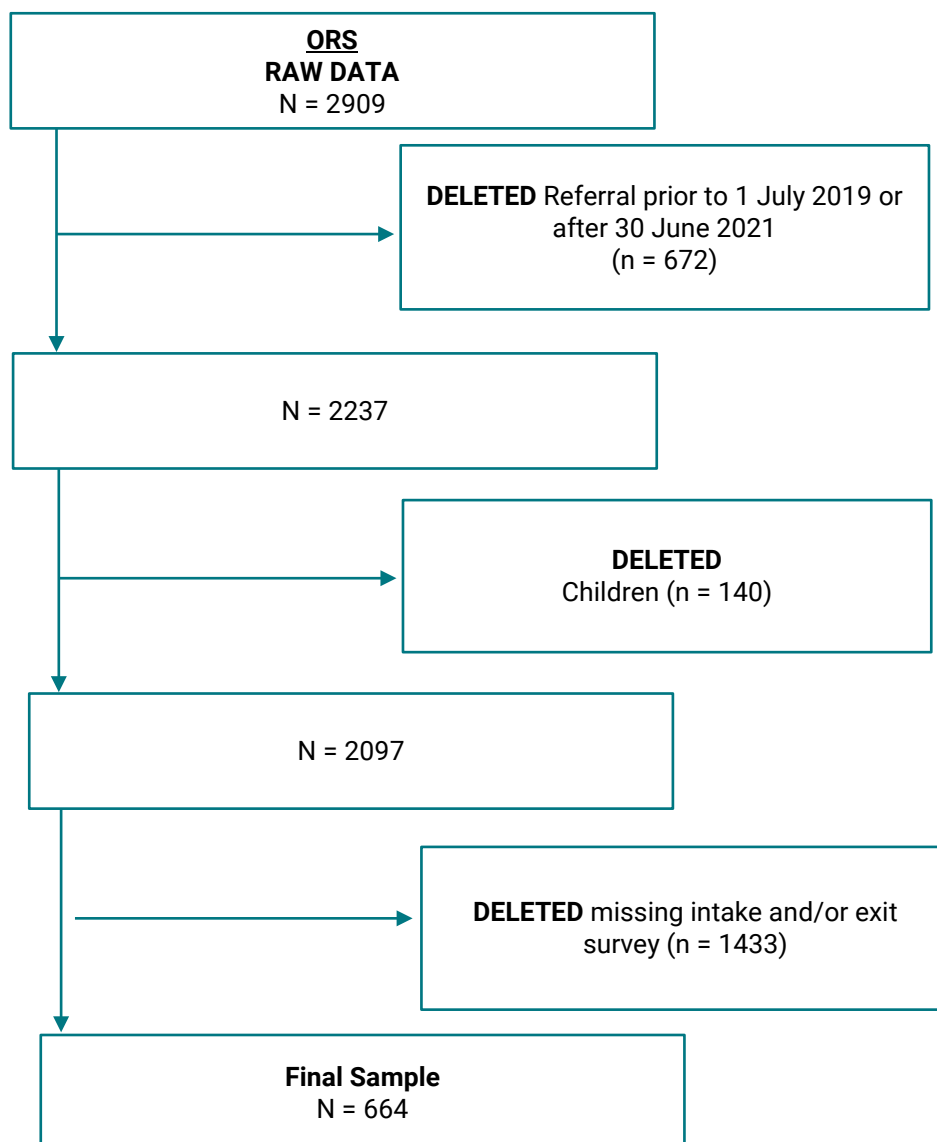 ORS
RAW DATA
N = 2909
DELETED Referral prior to 1 July 2019 or
after 30 June 2021
(n = 672)
N = 2237
DELETED
Children (n = 140)
N = 2097
DELETED missing intake and/or exit
survey (n = 1433)
Final Sample
N = 664